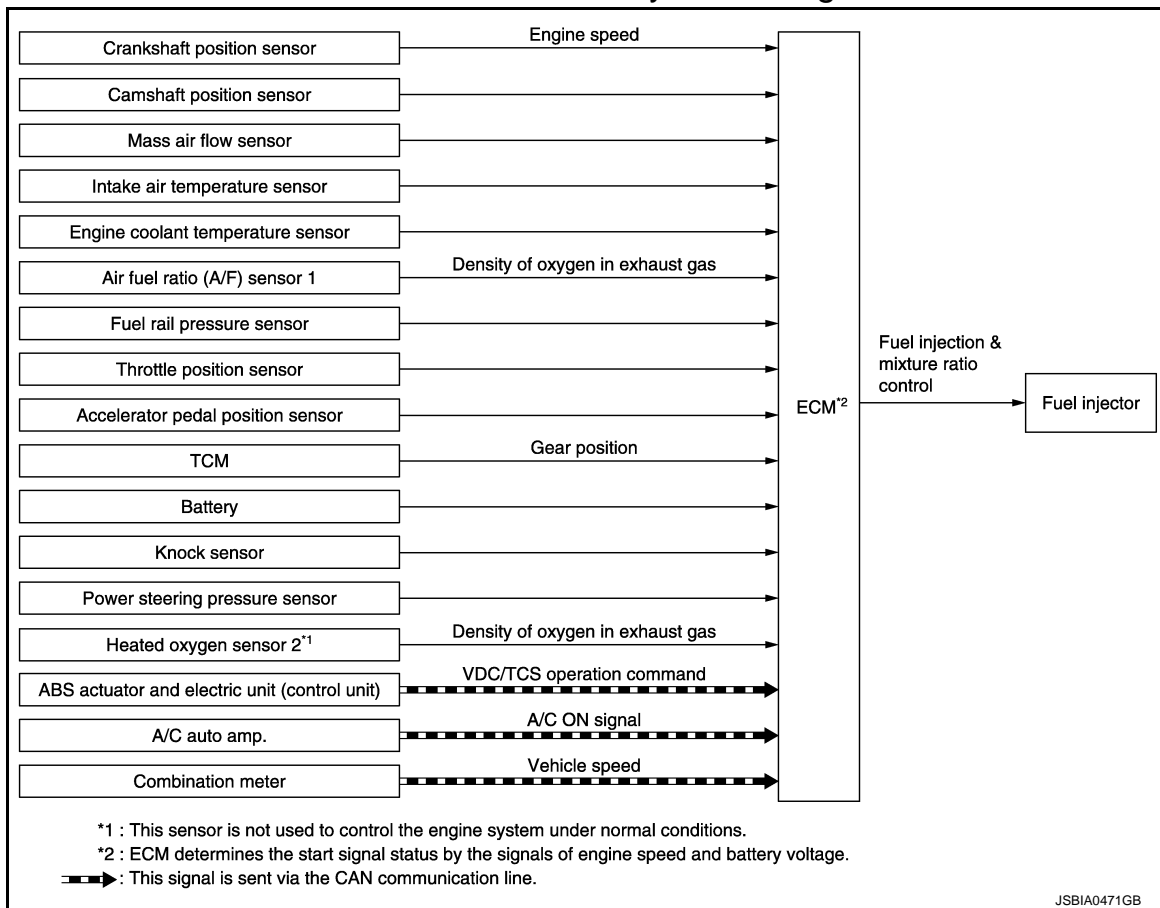 Crankshaft position sensor
Engine speed
Camshaft position sensor
Mass air flow sensor
Intake air temperature sensor
Engine coolant temperature sensor
Air fuel ratio (A/F) sensor 1
Density of oxygen in exhaust gas
Fuel rail pressure sensor
Throttle position sensor
Accelerator pedal position sensor
TCM
Gear position
Battery
Knock sensor
Power steering pressure sensor
Heated oxygen sensor 2*1
Density of oxygen in exhaust gas
ABS actuator and electric unit (control unit)
VDC/TCS operation command
A/C auto amp.
A/C ON signal
Combination meter
Vehicle speed
ECM*2
Fuel injection &
mixture ratio
control
Fuel injector
*1 : This sensor is not used to control the engine system under normal conditions.
*2 : ECM determines the start signal status by the signals of engine speed and battery voltage.
: This signal is sent via the CAN communication line.
JSBIA0471GB